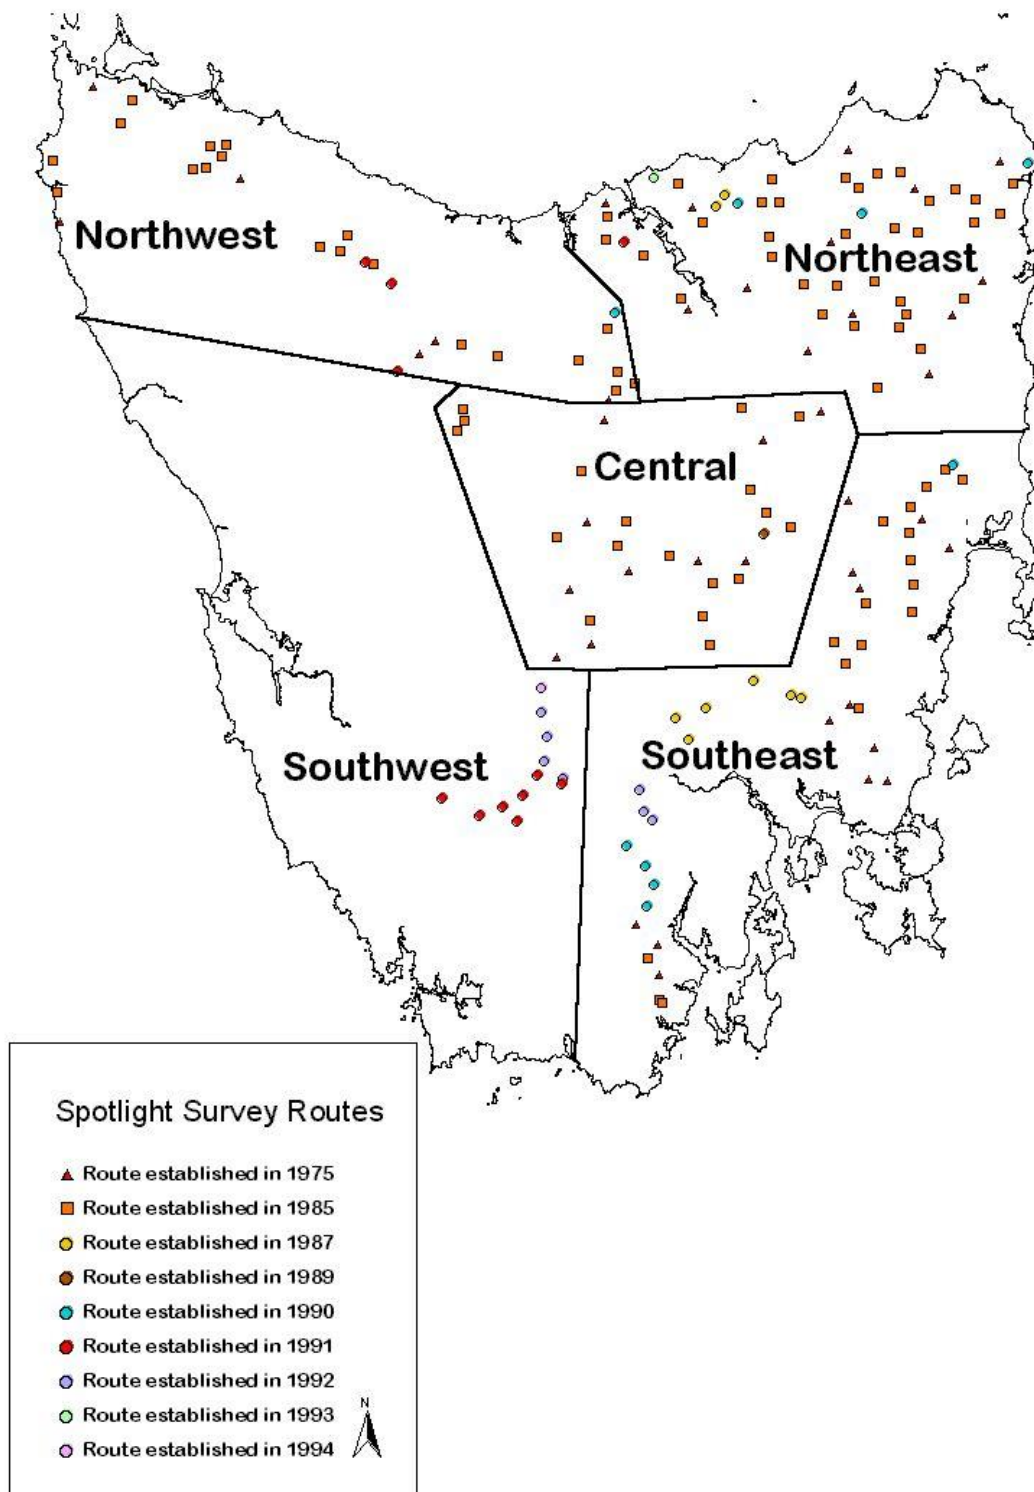 Northwest
Northeast
Central
Southwest
Southeast
Spotlight Survey Routes
Route established in 1975
Route established in 1985
Route established in 1987
Route established in 1989
Route established in 1990
Route established in 1991
Route established in 1992
Route established in 1993
Route established in 1994
N